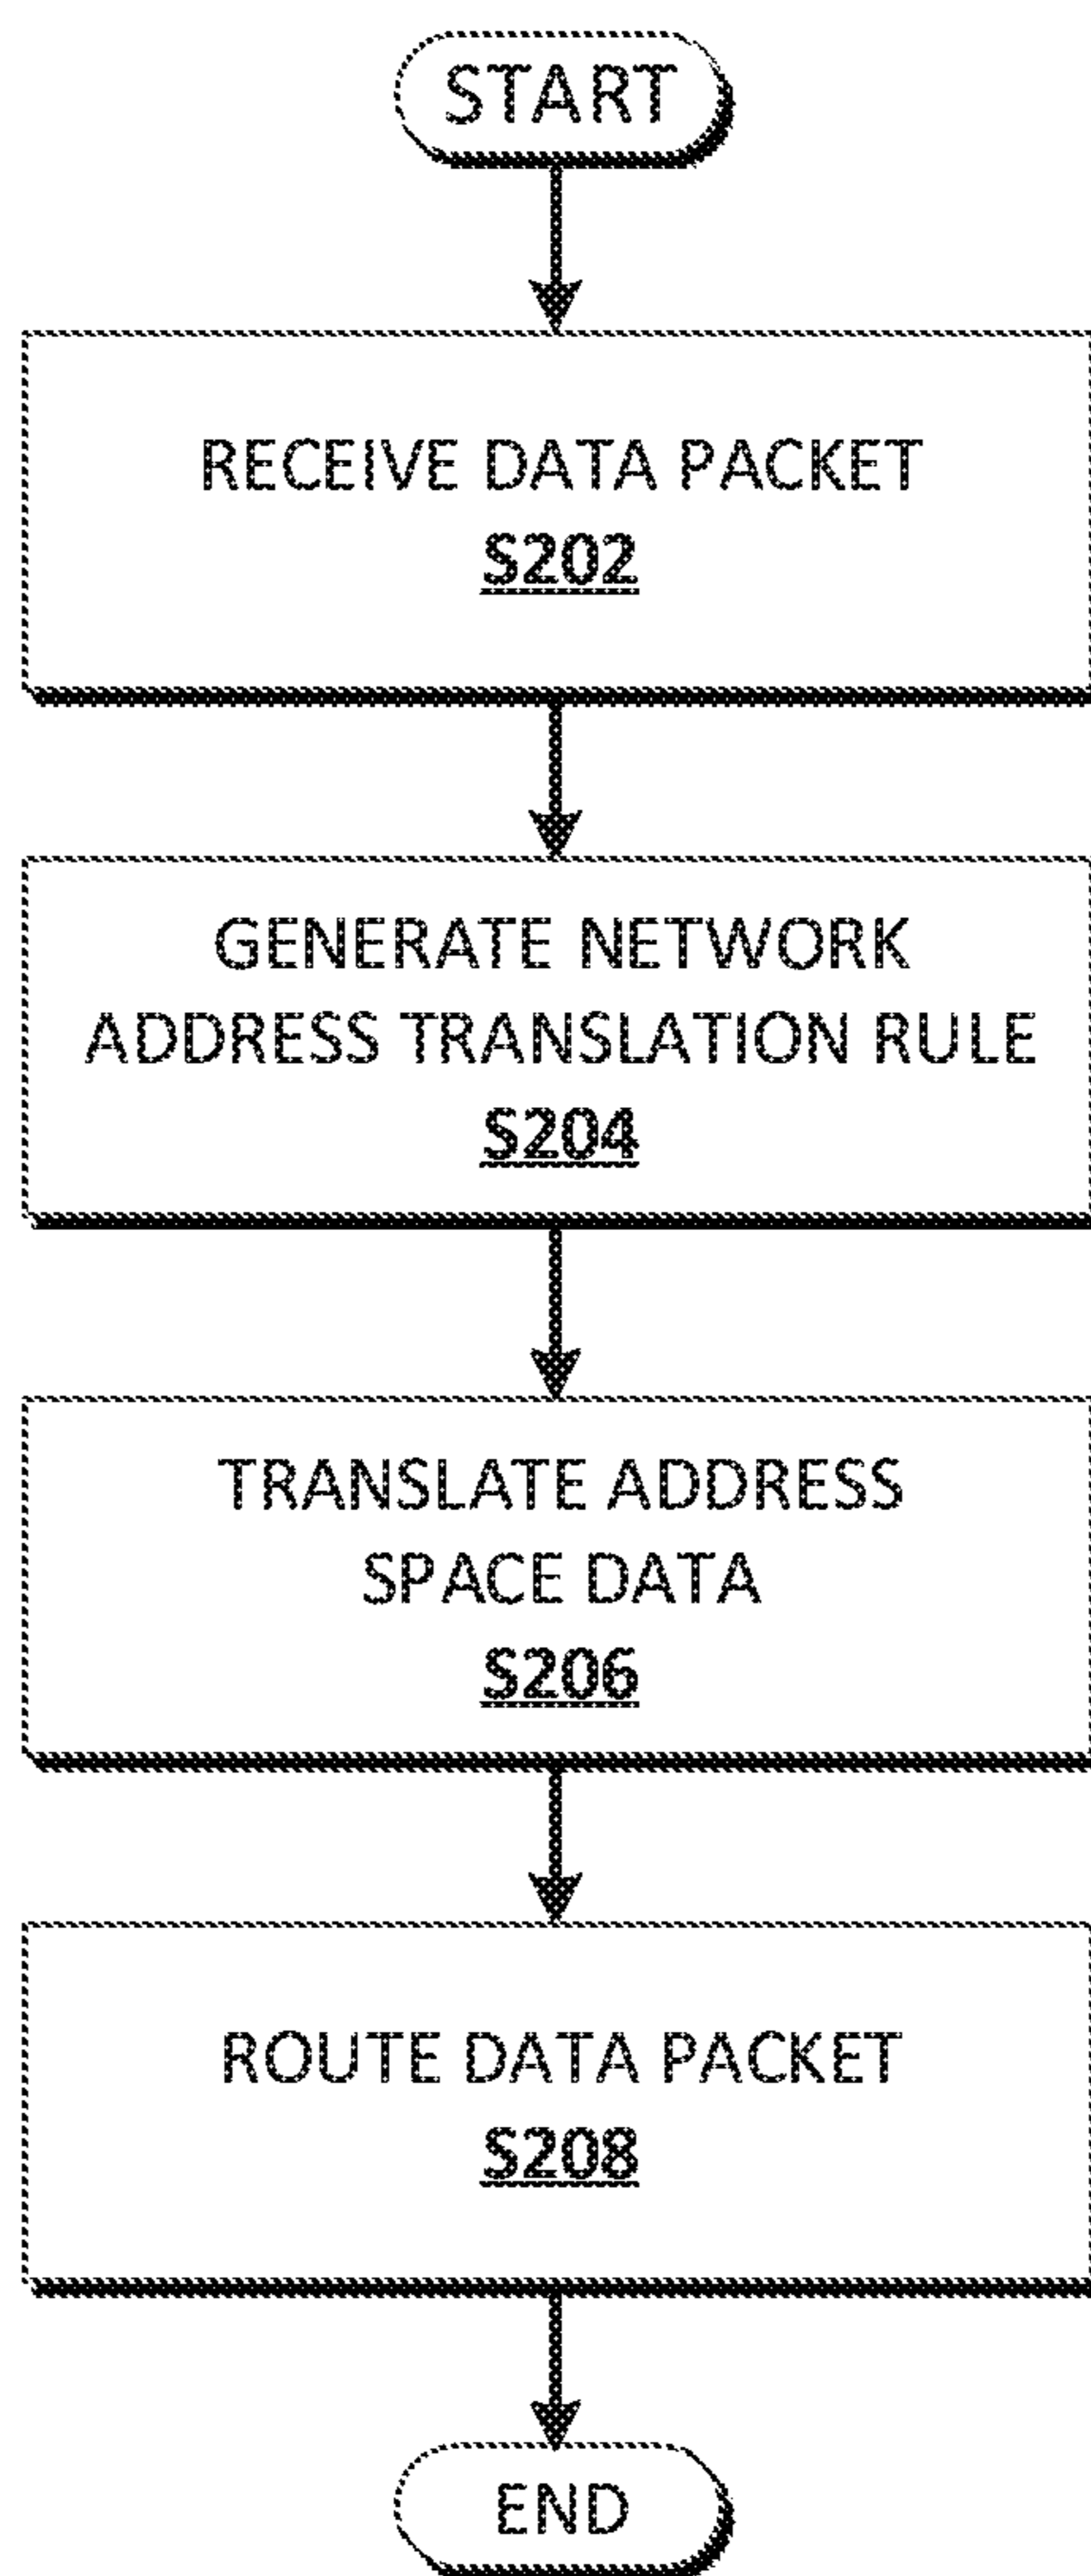 START
RECEIVE DATA PACKET
S202
GENERATE NETWORK
ADDRESS TRANSLATION RULE
S204
TRANSLATE ADDRESS
SPACE DATA
S206
ROUTE DATA PACKET
S208
END